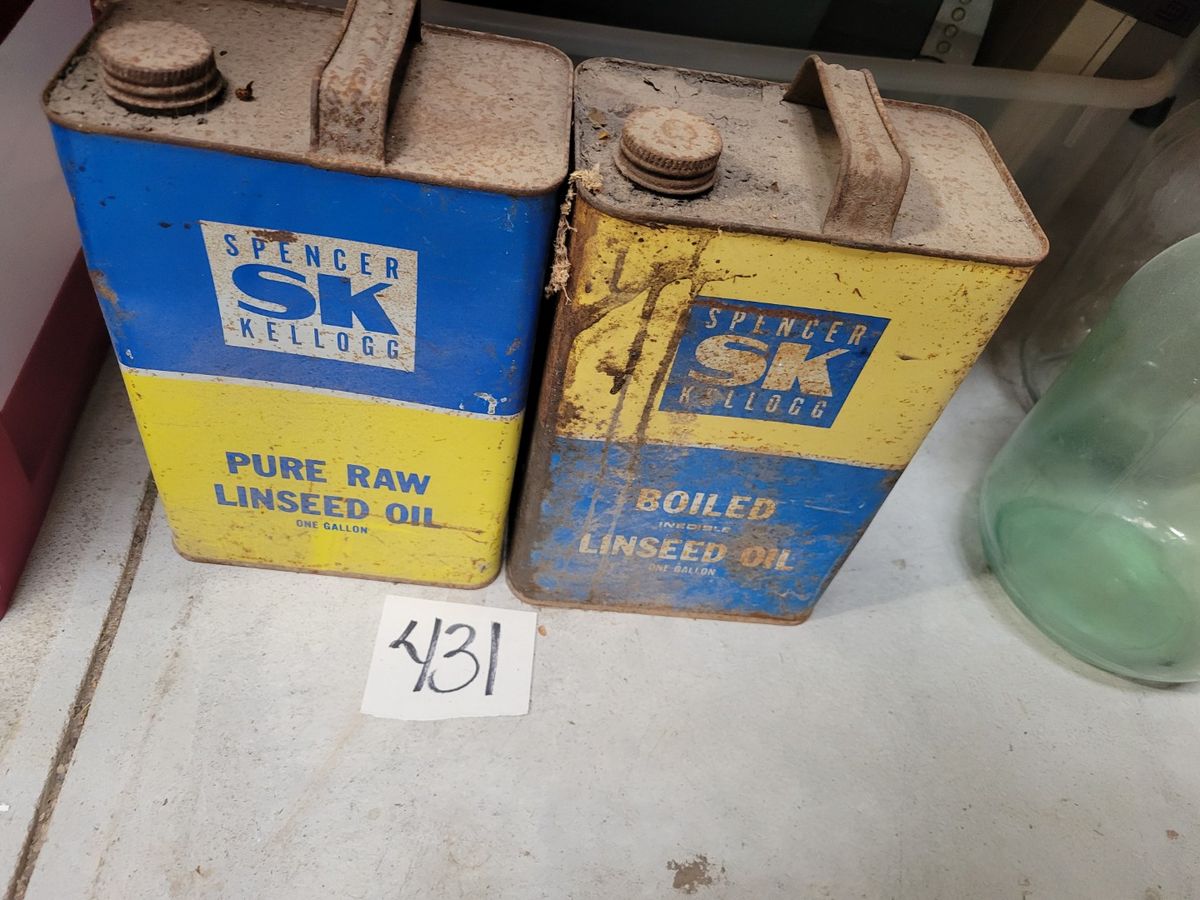 SPENCER
SK
KELLOGG
PURE RAW
LINSEED OIL
ONE GALLON
SPENCER
SK
KELLOGG
BOILED
INEDIBLE
LINSEED OIL
ONE GALLON
431